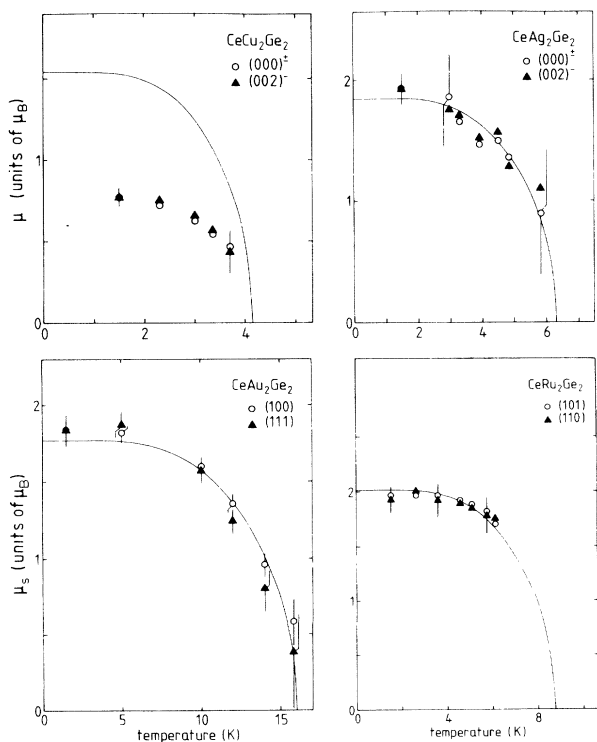 CeCu₂Ge₂
○ (000)±
▲ (002)⁻
μ (units of μB)
1
0
0 2 4
CeAg₂Ge₂
○ (000)±
▲ (002)⁻
2
1
0
0 2 4 6
CeAu₂Ge₂
○ (100)
▲ (111)
μs (units of μB)
2
1
0
0 5 10 15
temperature (K)
CeRu₂Ge₂
○ (101)
▲ (110)
2
1
0
0 4 8
temperature (K)